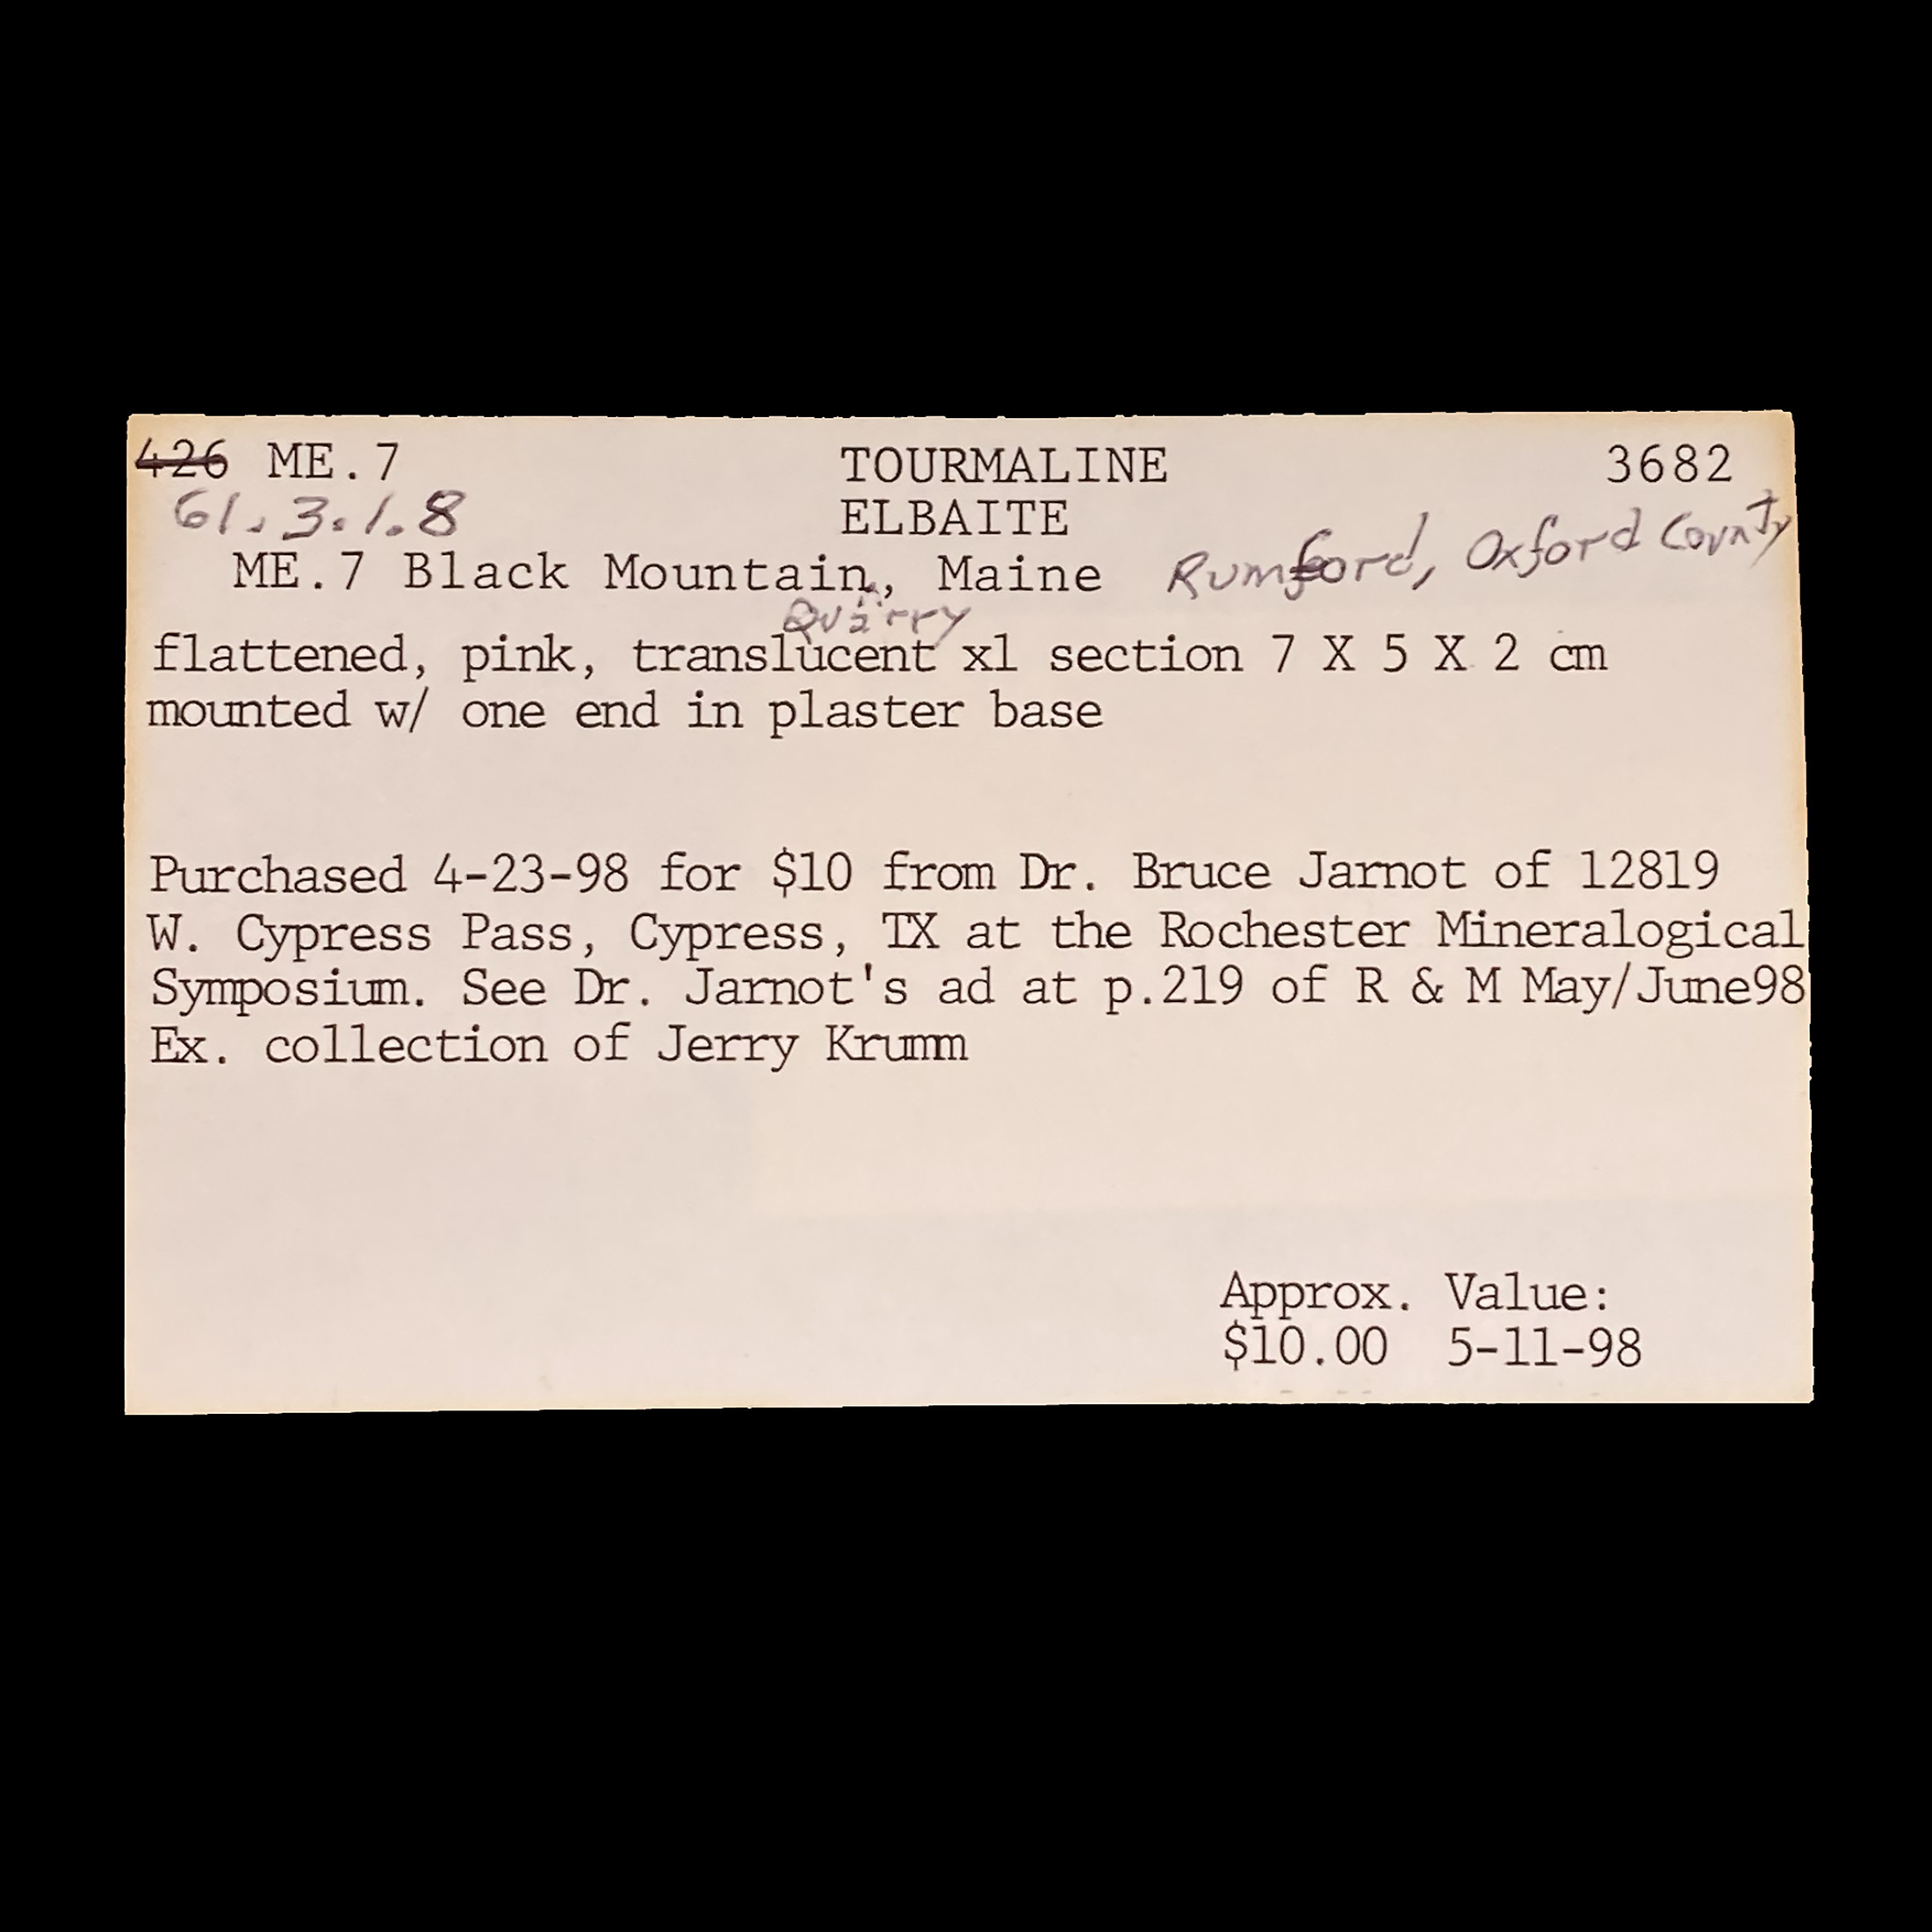 426 ME.7 TOURMALINE 3682
61.3.1.8 ELBAITE
ME.7 Black Mountain, Maine Rumford, Oxford County
Quarry
flattened, pink, translucent xl section 7 X 5 X 2 cm
mounted w/ one end in plaster base
Purchased 4-23-98 for $10 from Dr. Bruce Jarnot of 12819
W. Cypress Pass, Cypress, TX at the Rochester Mineralogical
Symposium. See Dr. Jarnot's ad at p.219 of R & M May/June98
Ex. collection of Jerry Krumm
Approx. Value:
$10.00 5-11-98